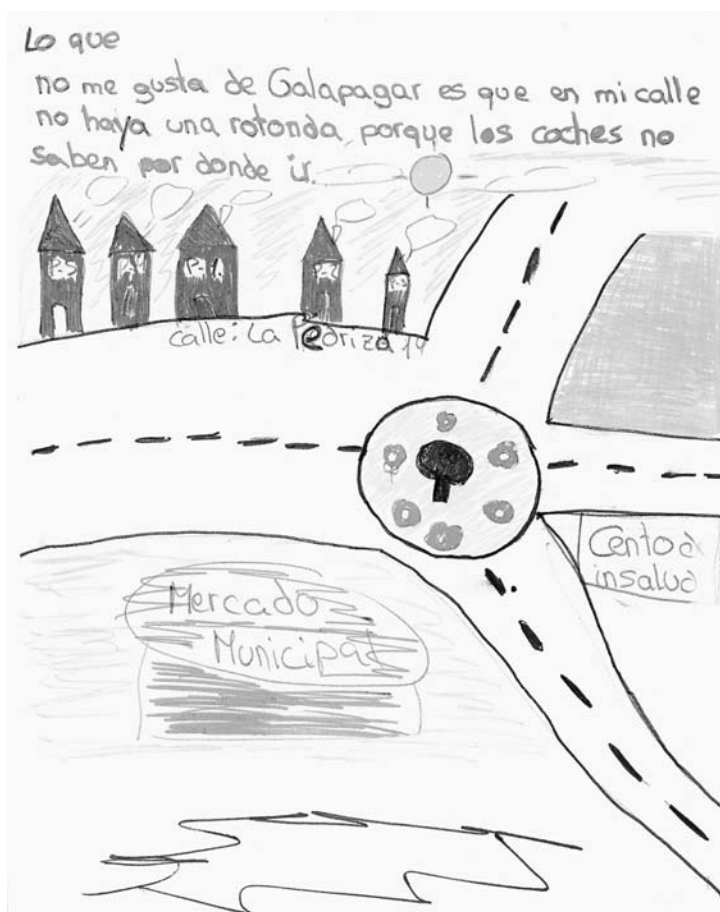 Lo que
no me gusta de Galapagar es que en mi calle
no haya una rotonda, porque los coches no
saben por donde ir.
calle: La Pedriza 14
Mercado
Municipal
Cento d
insalud